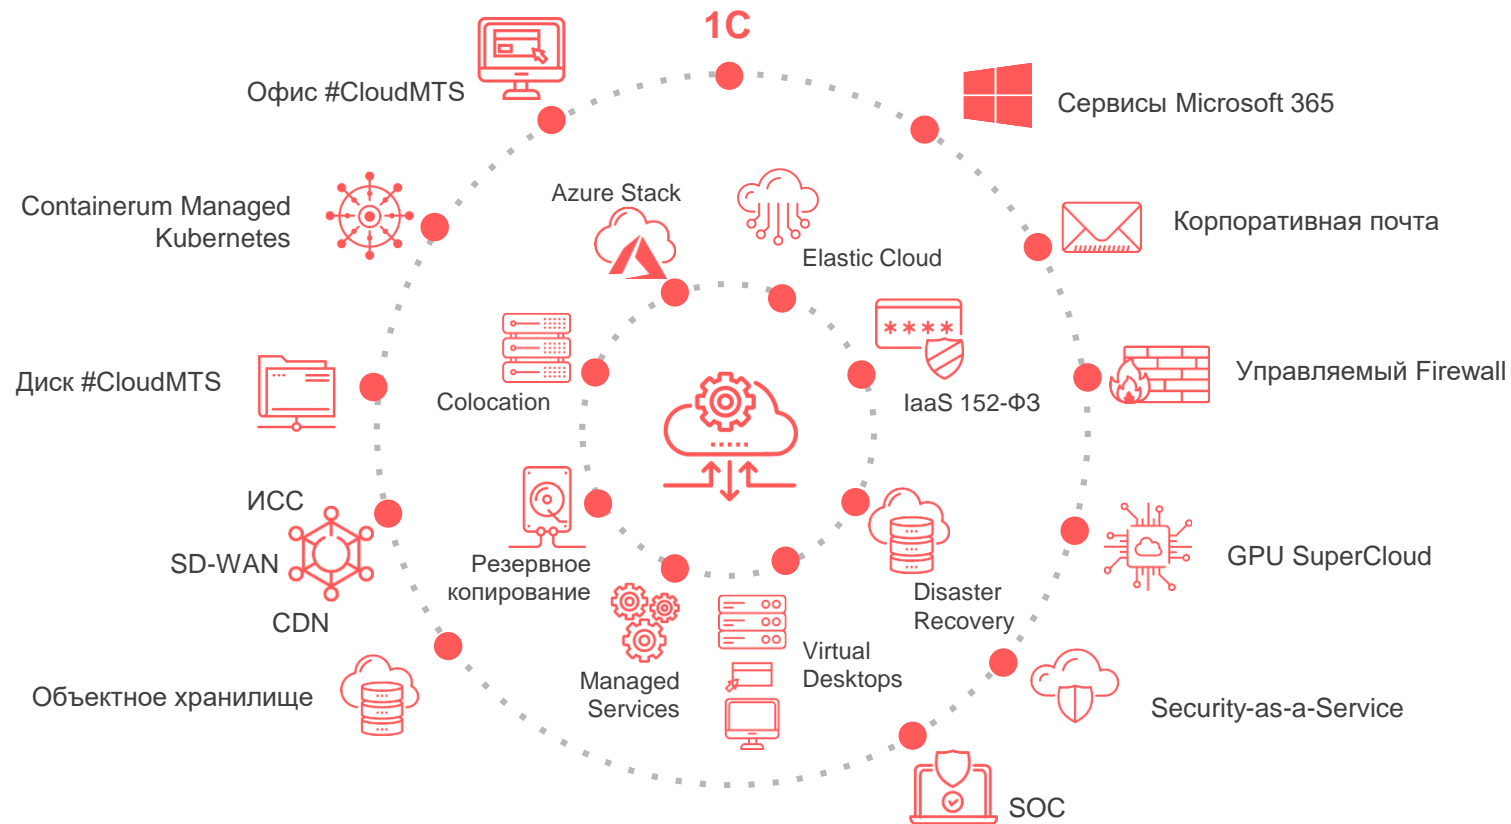 1C
Офис #CloudMTS
Сервисы Microsoft 365
Azure Stack
Containerum Managed
Kubernetes
Корпоративная почта
Elastic Cloud
****
Диск #CloudMTS
Colocation
IaaS 152-ФЗ
Управляемый Firewall
ИСС
SD-WAN
CDN
Резервное
копирование
Disaster
Recovery
GPU SuperCloud
Объектное хранилище
Managed
Services
Virtual
Desktops
Security-as-a-Service
SOC